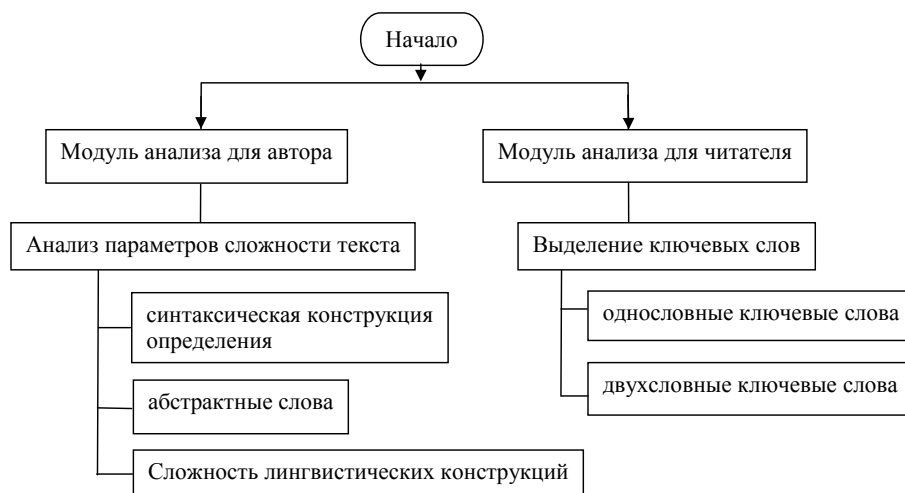 Начало
Модуль анализа для автора
Модуль анализа для читателя
Анализ параметров сложности текста
Выделение ключевых слов
синтаксическая конструкция
определения
однословные ключевые слова
двухсловные ключевые слова
абстрактные слова
Сложность лингвистических конструкций